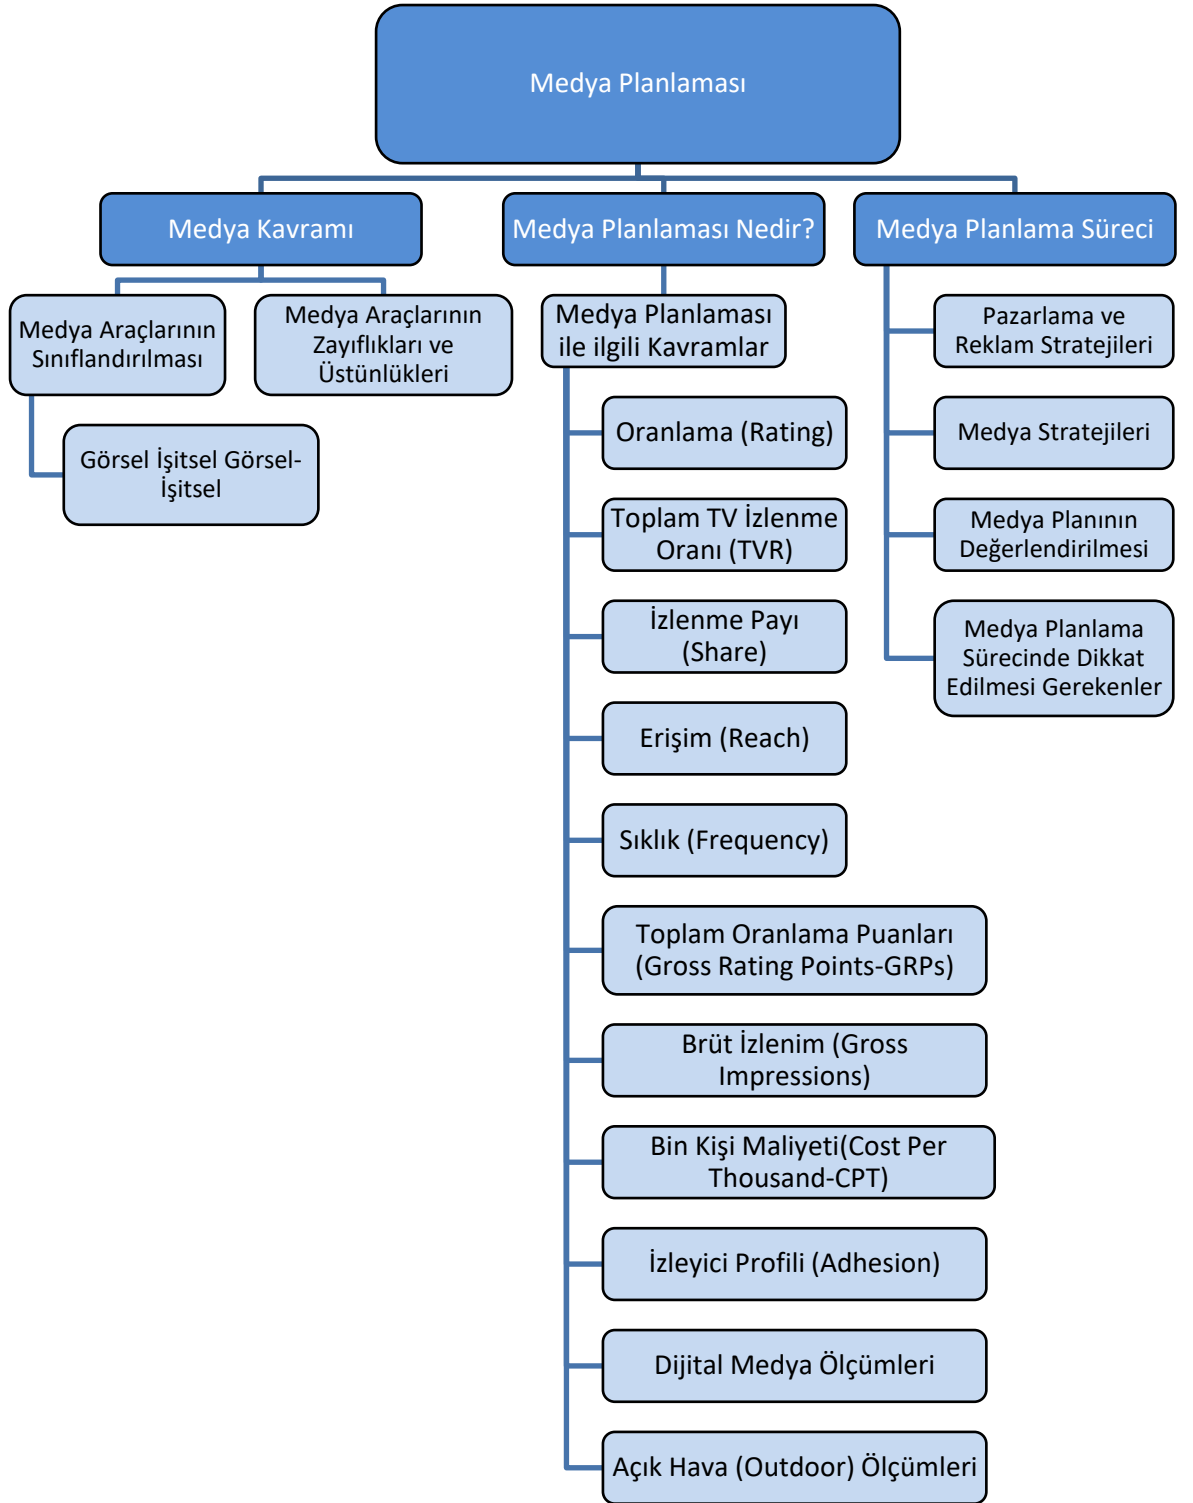 Medya Planlaması
Medya Kavramı
Medya Araçlarının
Sınıflandırılması
Görsel İşitsel Görsel-
İşitsel
Medya Araçlarının
Zayıflıkları ve
Üstünlükleri
Medya Planlaması Nedir?
Medya Planlaması
ile ilgili Kavramlar
Oranlama (Rating)
Toplam TV İzlenme
Oranı (TVR)
İzlenme Payı
(Share)
Erişim (Reach)
Sıklık (Frequency)
Toplam Oranlama Puanları
(Gross Rating Points-GRPs)
Brüt İzlenim (Gross
Impressions)
Bin Kişi Maliyeti(Cost Per
Thousand-CPT)
İzleyici Profili (Adhesion)
Dijital Medya Ölçümleri
Açık Hava (Outdoor) Ölçümleri
Medya Planlama Süreci
Pazarlama ve
Reklam Stratejileri
Medya Stratejileri
Medya Planının
Değerlendirilmesi
Medya Planlama
Sürecinde Dikkat
Edilmesi Gerekenler